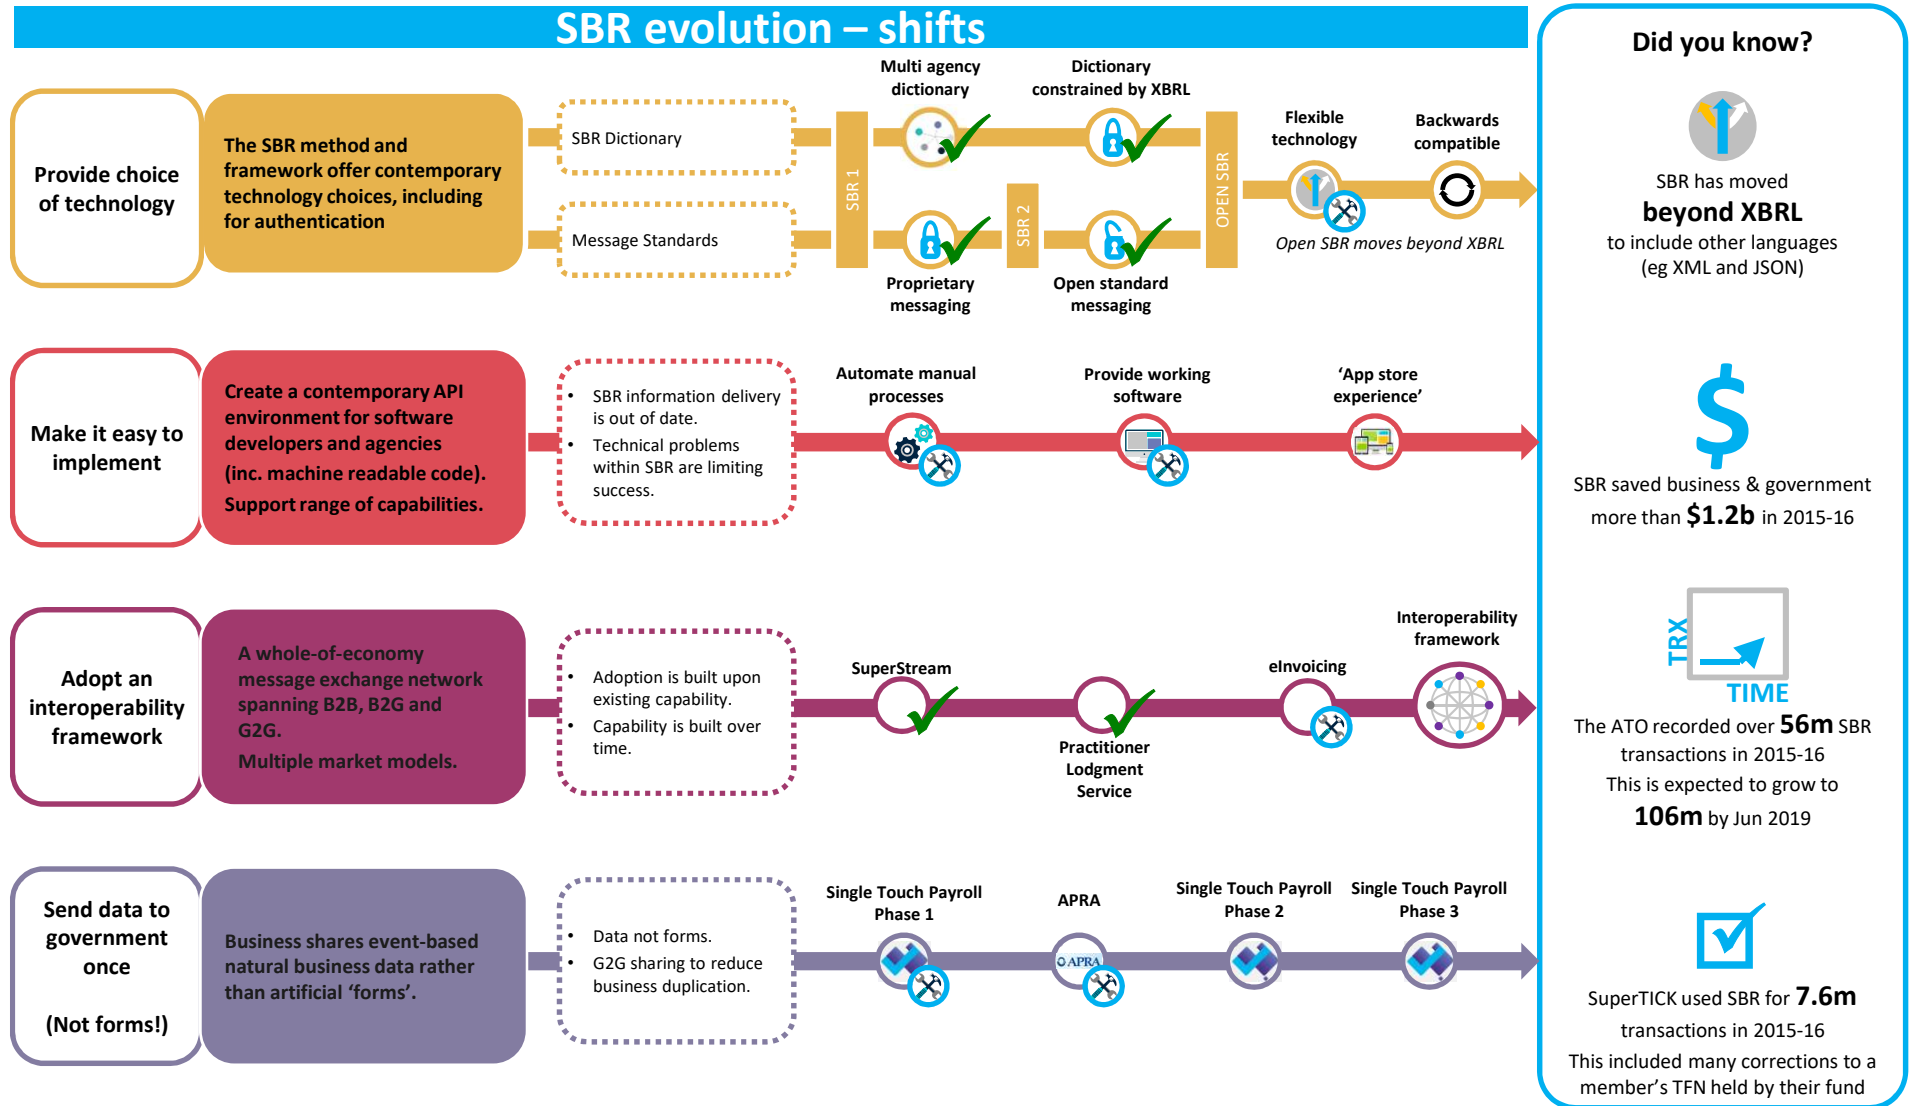 SBR evolution – shifts
Provide choice
of technology
The SBR method and
framework offer contemporary
technology choices, including
for authentication
SBR Dictionary
Message Standards
SBR 1
Multi agency
dictionary
Dictionary
constrained by XBRL
Proprietary
messaging
SBR 2
Open standard
messaging
OPEN SBR
Flexible
technology
Backwards
compatible
Open SBR moves beyond XBRL
Make it easy to
implement
Create a contemporary API
environment for software
developers and agencies
(inc. machine readable code).
Support range of capabilities.
• SBR information delivery
is out of date.
• Technical problems
within SBR are limiting
success.
Automate manual
processes
Provide working
software
‘App store
experience’
Adopt an
interoperability
framework
A whole-of-economy
message exchange network
spanning B2B, B2G and
G2G.
Multiple market models.
• Adoption is built upon
existing capability.
• Capability is built over
time.
SuperStream
Practitioner
Lodgment
Service
eInvoicing
Interoperability
framework
Send data to
government
once
(Not forms!)
Business shares event-based
natural business data rather
than artificial ‘forms’.
• Data not forms.
• G2G sharing to reduce
business duplication.
Single Touch Payroll
Phase 1
APRA
APRA
Single Touch Payroll
Phase 2
Single Touch Payroll
Phase 3
Did you know?
SBR has moved
beyond XBRL
to include other languages
(eg XML and JSON)
$
SBR saved business & government
more than $1.2b in 2015-16
TRX
TIME
The ATO recorded over 56m SBR
transactions in 2015-16
This is expected to grow to
106m by Jun 2019
SuperTICK used SBR for 7.6m
transactions in 2015-16
This included many corrections to a
member’s TFN held by their fund